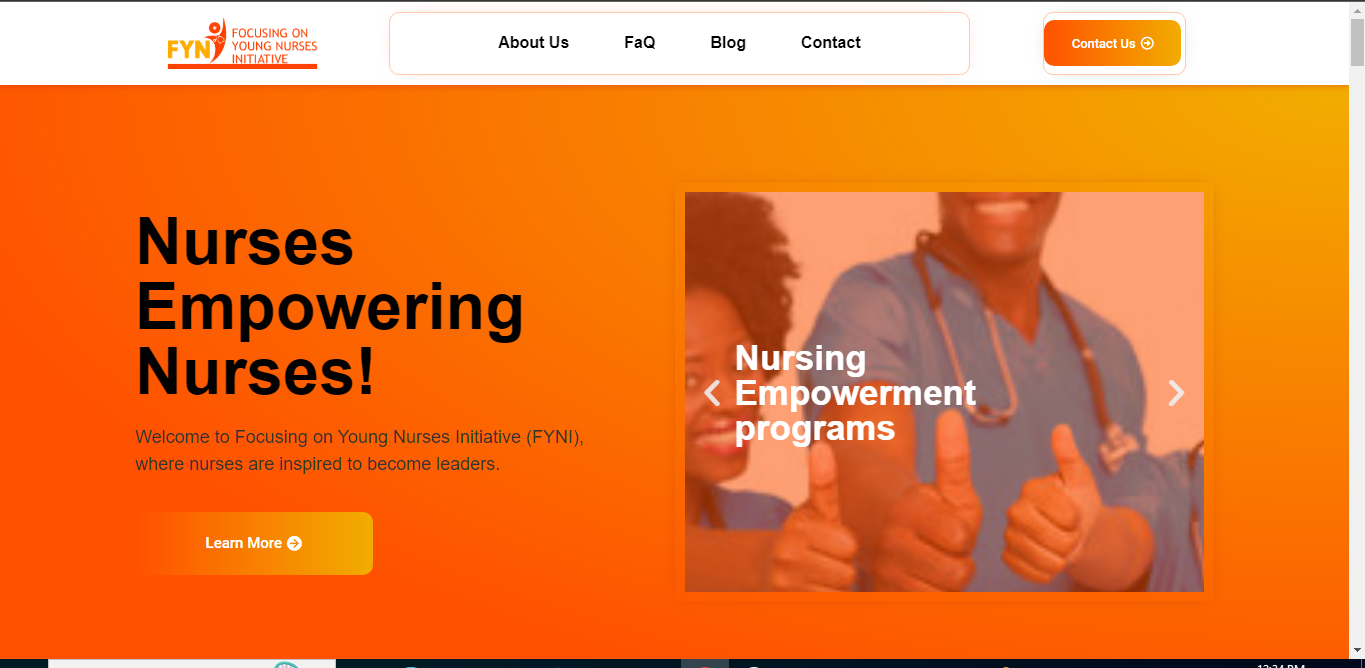 FYNI
FOCUSING ON
YOUNG NURSES
INITIATIVE
About Us
FaQ
Blog
Contact
Contact Us
Nurses
Empowering
Nurses!
Welcome to Focusing on Young Nurses Initiative (FYNI),
where nurses are inspired to become leaders.
Learn More
Nursing
Empowerment
programs